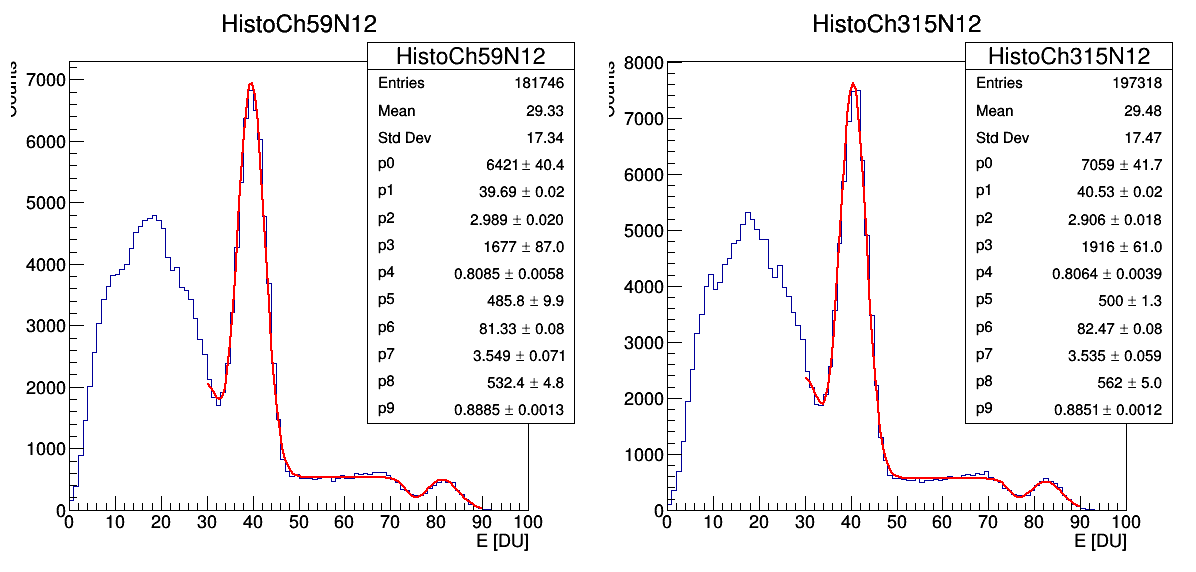 HistoCh59N12
HistoCh59N12
Entries 181746
Mean 29.33
Std Dev 17.34
p0 6421 ± 40.4
p1 39.69 ± 0.02
p2 2.989 ± 0.020
p3 1677 ± 87.0
p4 0.8085 ± 0.0058
p5 485.8 ± 9.9
p6 81.33 ± 0.08
p7 3.549 ± 0.071
p8 532.4 ± 4.8
p9 0.8885 ± 0.0013
7000
6000
5000
4000
3000
2000
1000
0
0 10 20 30 40 50 60 70 80 90 100
E [DU]
HistoCh315N12
HistoCh315N12
Entries 197318
Mean 29.48
Std Dev 17.47
p0 7059 ± 41.7
p1 40.53 ± 0.02
p2 2.906 ± 0.018
p3 1916 ± 61.0
p4 0.8064 ± 0.0039
p5 500 ± 1.3
p6 82.47 ± 0.08
p7 3.535 ± 0.059
p8 562 ± 5.0
p9 0.8851 ± 0.0012
8000
7000
6000
5000
4000
3000
2000
1000
0
0 10 20 30 40 50 60 70 80 90 100
E [DU]